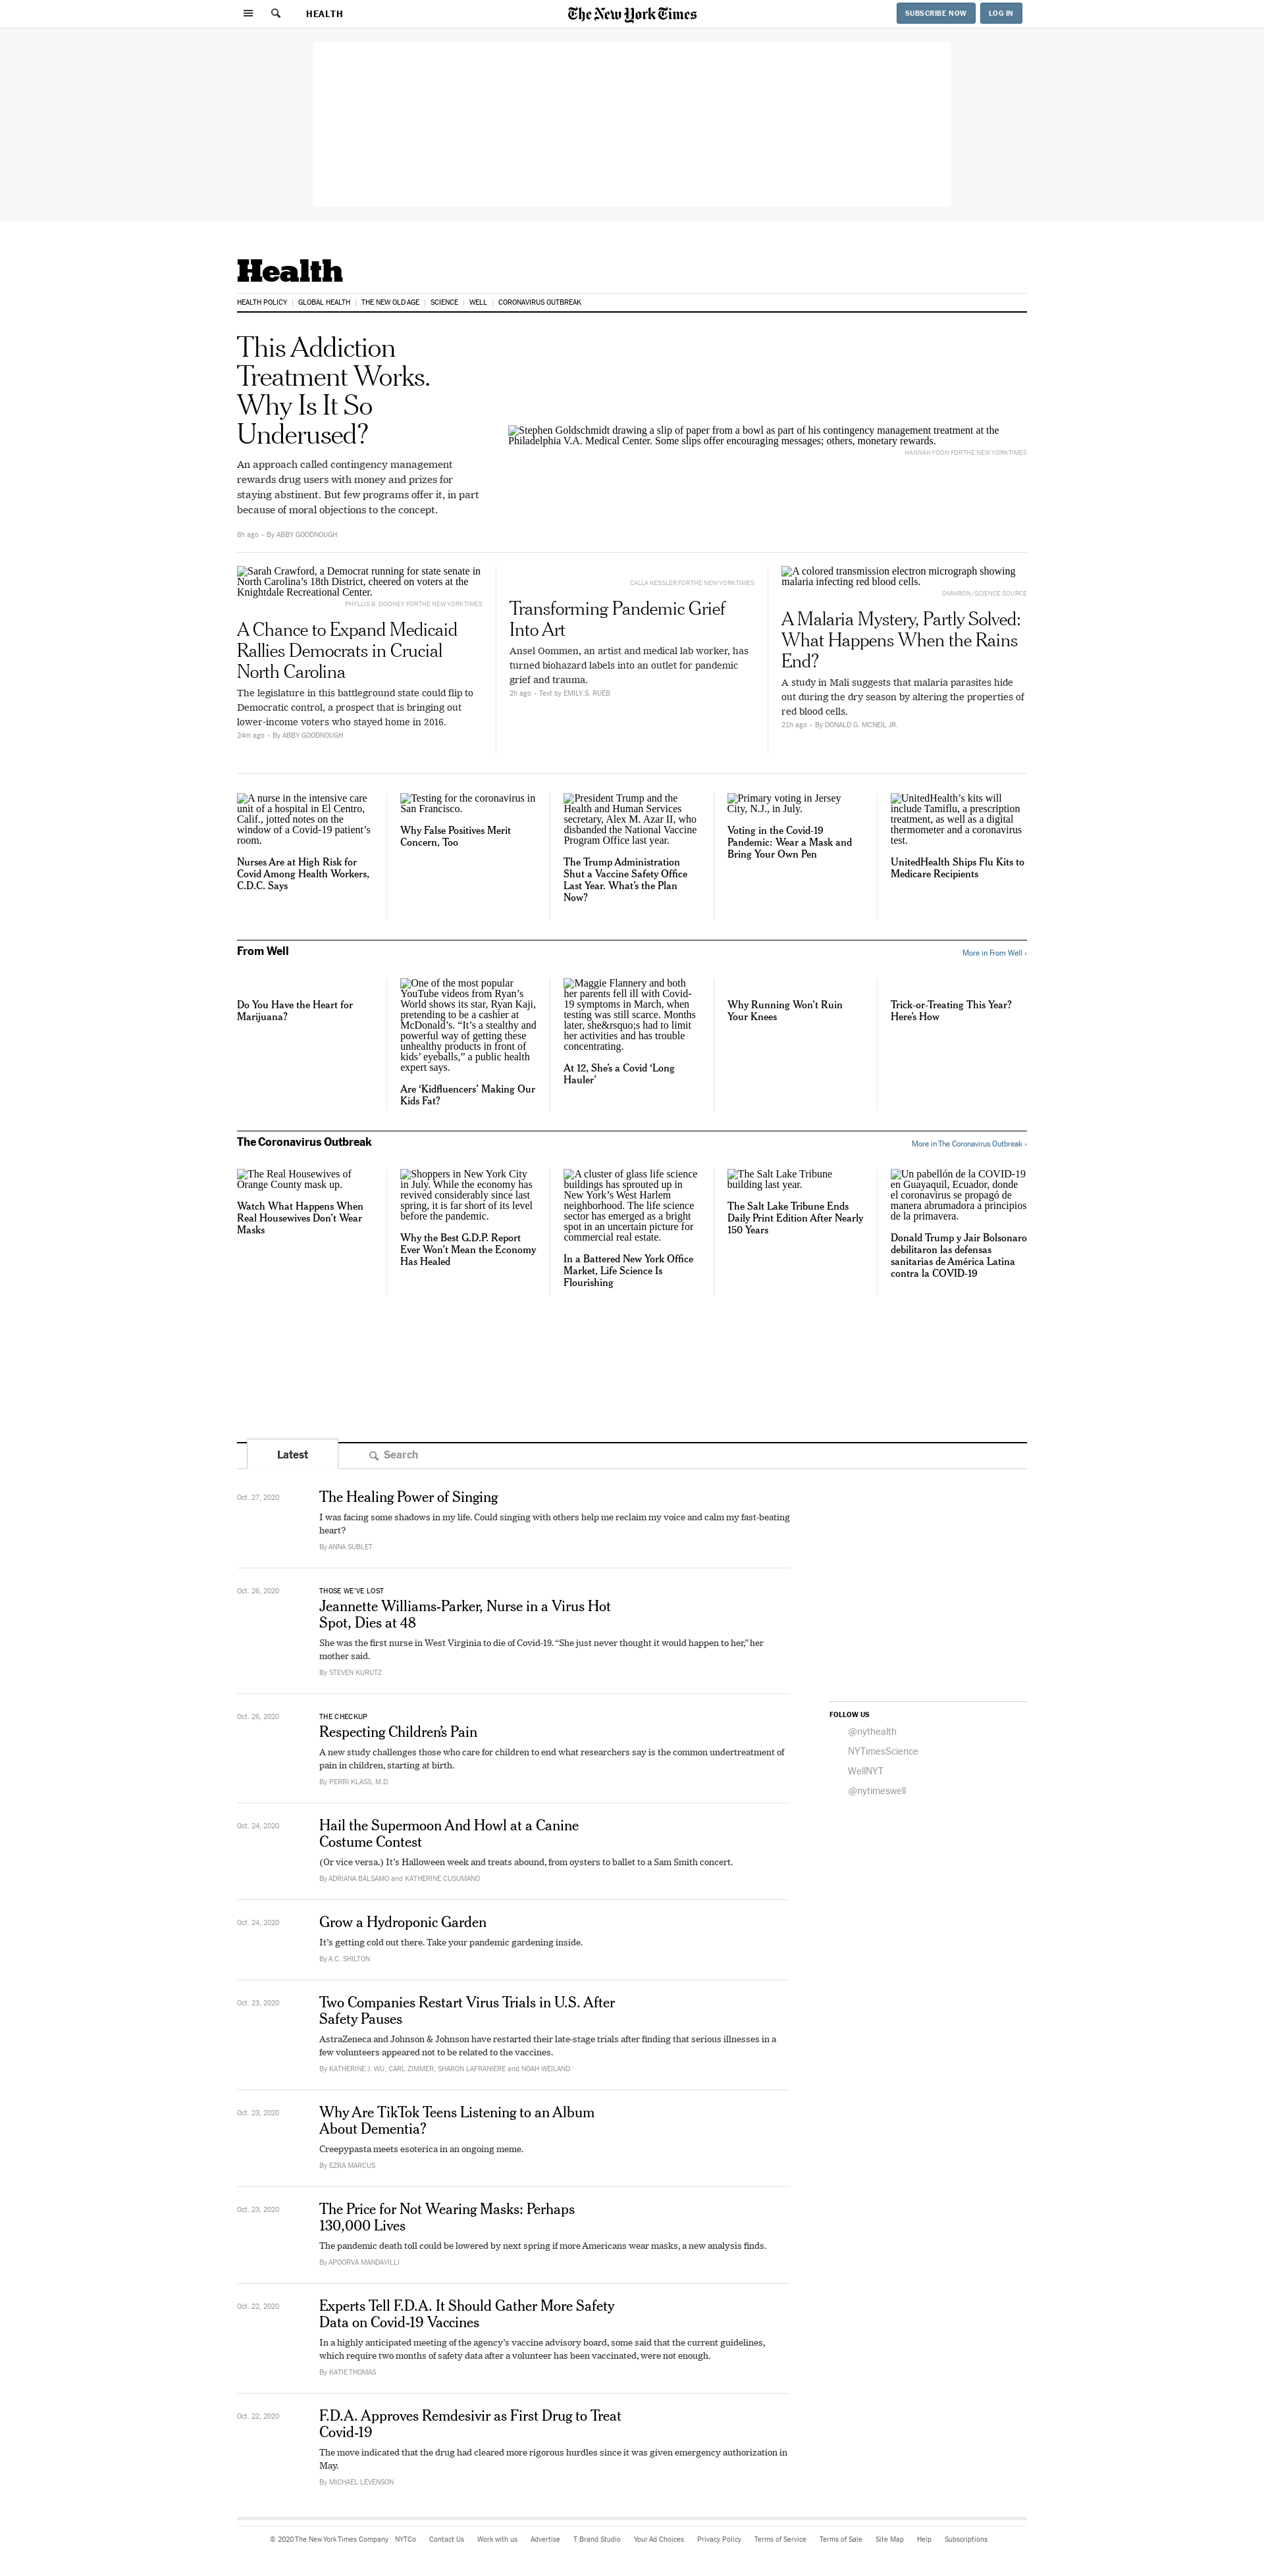 HEALTH
The New York Times
SUBSCRIBE NOW
LOG IN
Health
HEALTH POLICY | GLOBAL HEALTH | THE NEW OLD AGE | SCIENCE | WELL | CORONAVIRUS OUTBREAK
This Addiction
Treatment Works.
Why Is It So
Underused?
An approach called contingency management
rewards drug users with money and prizes for
staying abstinent. But few programs offer it, in part
because of moral objections to the concept.
8h ago • By ABBY GOODNOUGH
Stephen Goldschmidt drawing a slip of paper from a bowl as part of his contingency management treatment at the
Philadelphia V.A. Medical Center. Some slips offer encouraging messages; others, monetary rewards.
HANNAH YOON FOR THE NEW YORK TIMES
Sarah Crawford, a Democrat running for state senate in
North Carolina's 18th District, cheered on voters at the
Knightdale Recreational Center.
PHYLLIS B. DOONEY FOR THE NEW YORK TIMES
A Chance to Expand Medicaid
Rallies Democrats in Crucial
North Carolina
The legislature in this battleground state could flip to
Democratic control, a prospect that is bringing out
lower-income voters who stayed home in 2016.
24m ago • By ABBY GOODNOUGH
CALLA KESSLER FOR THE NEW YORK TIMES
Transforming Pandemic Grief
Into Art
Ansel Oommen, an artist and medical lab worker, has
turned biohazard labels into an outlet for pandemic
grief and trauma.
2h ago • Text by EMILY S. RUEB
A colored transmission electron micrograph showing
malaria infecting red blood cells.
OMIKRON/SCIENCE SOURCE
A Malaria Mystery, Partly Solved:
What Happens When the Rains
End?
A study in Mali suggests that malaria parasites hide
out during the dry season by altering the properties of
red blood cells.
21h ago • By DONALD G. MCNEIL JR.
A nurse in the intensive care
unit of a hospital in El Centro,
Calif., jotted notes on the
window of a Covid-19 patient's
room.
Nurses Are at High Risk for
Covid Among Health Workers,
C.D.C. Says
Testing for the coronavirus in
San Francisco.
Why False Positives Merit
Concern, Too
President Trump and the
Health and Human Services
secretary, Alex M. Azar II, who
disbanded the National Vaccine
Program Office last year.
The Trump Administration
Shut a Vaccine Safety Office
Last Year. What's the Plan
Now?
Primary voting in Jersey
City, N.J., in July.
Voting in the Covid-19
Pandemic: Wear a Mask and
Bring Your Own Pen
UnitedHealth's kits will
include Tamiflu, a prescription
treatment, as well as a digital
thermometer and a coronavirus
test.
UnitedHealth Ships Flu Kits to
Medicare Recipients
From Well
More in From Well ›
Do You Have the Heart for
Marijuana?
One of the most popular
YouTube videos from Ryan's
World shows its star, Ryan Kaji,
pretending to be a cashier at
McDonald's. “It's a stealthy and
powerful way of getting these
unhealthy products in front of
kids' eyeballs,” a public health
expert says.
Are ‘Kidfluencers’ Making Our
Kids Fat?
Maggie Flannery and both
her parents fell ill with Covid-
19 symptoms in March, when
testing was still scarce. Months
later, she&rsquo;s had to limit
her activities and has trouble
concentrating.
At 12, She's a Covid ‘Long
Hauler’
Why Running Won't Ruin
Your Knees
Trick-or-Treating This Year?
Here's How
The Coronavirus Outbreak
More in The Coronavirus Outbreak ›
The Real Housewives of
Orange County mask up.
Watch What Happens When
Real Housewives Don't Wear
Masks
Shoppers in New York City
in July. While the economy has
revived considerably since last
spring, it is far short of its level
before the pandemic.
Why the Best G.D.P. Report
Ever Won't Mean the Economy
Has Healed
A cluster of glass life science
buildings has sprouted up in
New York's West Harlem
neighborhood. The life science
sector has emerged as a bright
spot in an uncertain picture for
commercial real estate.
In a Battered New York Office
Market, Life Science Is
Flourishing
The Salt Lake Tribune
building last year.
The Salt Lake Tribune Ends
Daily Print Edition After Nearly
150 Years
Un pabellón de la COVID-19
en Guayaquil, Ecuador, donde
el coronavirus se propagó de
manera abrumadora a principios
de la primavera.
Donald Trump y Jair Bolsonaro
debilitaron las defensas
sanitarias de América Latina
contra la COVID-19
Latest
Search
Oct. 27, 2020
The Healing Power of Singing
I was facing some shadows in my life. Could singing with others help me reclaim my voice and calm my fast-beating
heart?
By ANNA SUBLET
Oct. 26, 2020
THOSE WE'VE LOST
Jeannette Williams-Parker, Nurse in a Virus Hot
Spot, Dies at 48
She was the first nurse in West Virginia to die of Covid-19. “She just never thought it would happen to her,” her
mother said.
By STEVEN KURUTZ
Oct. 26, 2020
THE CHECKUP
Respecting Children's Pain
A new study challenges those who care for children to end what researchers say is the common undertreatment of
pain in children, starting at birth.
By PERRI KLASS, M.D.
FOLLOW US
@nythealth
NYTimesScience
WellNYT
@nytimeswell
Oct. 24, 2020
Hail the Supermoon And Howl at a Canine
Costume Contest
(Or vice versa.) It's Halloween week and treats abound, from oysters to ballet to a Sam Smith concert.
By ADRIANA BALSAMO and KATHERINE CUSUMANO
Oct. 24, 2020
Grow a Hydroponic Garden
It's getting cold out there. Take your pandemic gardening inside.
By A.C. SHILTON
Oct. 23, 2020
Two Companies Restart Virus Trials in U.S. After
Safety Pauses
AstraZeneca and Johnson & Johnson have restarted their late-stage trials after finding that serious illnesses in a
few volunteers appeared not to be related to the vaccines.
By KATHERINE J. WU, CARL ZIMMER, SHARON LAFRANIERE and NOAH WEILAND
Oct. 23, 2020
Why Are TikTok Teens Listening to an Album
About Dementia?
Creepypasta meets esoterica in an ongoing meme.
By EZRA MARCUS
Oct. 23, 2020
The Price for Not Wearing Masks: Perhaps
130,000 Lives
The pandemic death toll could be lowered by next spring if more Americans wear masks, a new analysis finds.
By APOORVA MANDAVILLI
Oct. 22, 2020
Experts Tell F.D.A. It Should Gather More Safety
Data on Covid-19 Vaccines
In a highly anticipated meeting of the agency's vaccine advisory board, some said that the current guidelines,
which require two months of safety data after a volunteer has been vaccinated, were not enough.
By KATIE THOMAS
Oct. 22, 2020
F.D.A. Approves Remdesivir as First Drug to Treat
Covid-19
The move indicated that the drug had cleared more rigorous hurdles since it was given emergency authorization in
May.
By MICHAEL LEVENSON
© 2020 The New York Times Company NYTCo Contact Us Work with us Advertise T Brand Studio Your Ad Choices Privacy Policy Terms of Service Terms of Sale Site Map Help Subscriptions